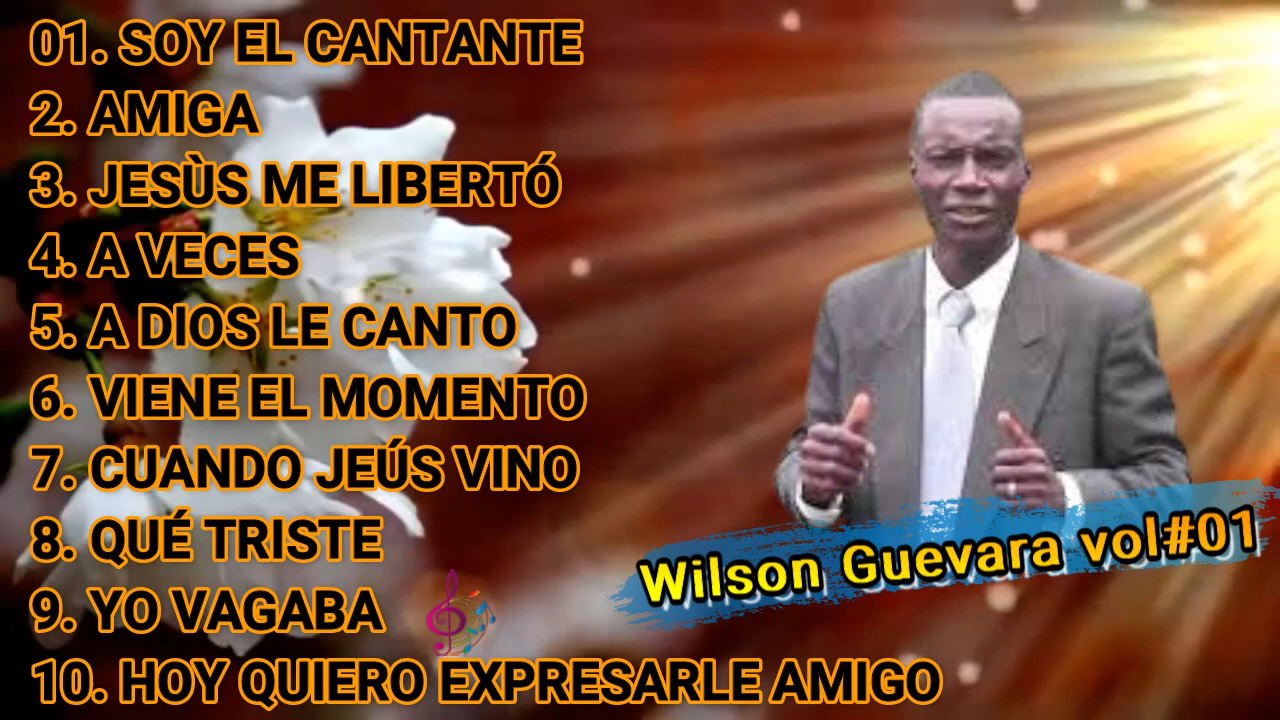 01. SOY EL CANTANTE
2. AMIGA
3. JESÙS ME LIBERTÓ
4. A VECES
5. A DIOS LE CANTO
6. VIENE EL MOMENTO
7. CUANDO JEÚS VINO
8. QUÉ TRISTE
9. YO VAGABA
10. HOY QUIERO EXPRESARLE AMIGO
Wilson Guevara vol#01